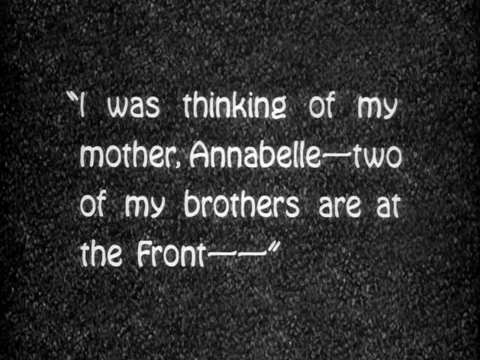 "I was thinking of my
mother, Annabelle—two
of my brothers are at
the Front——"